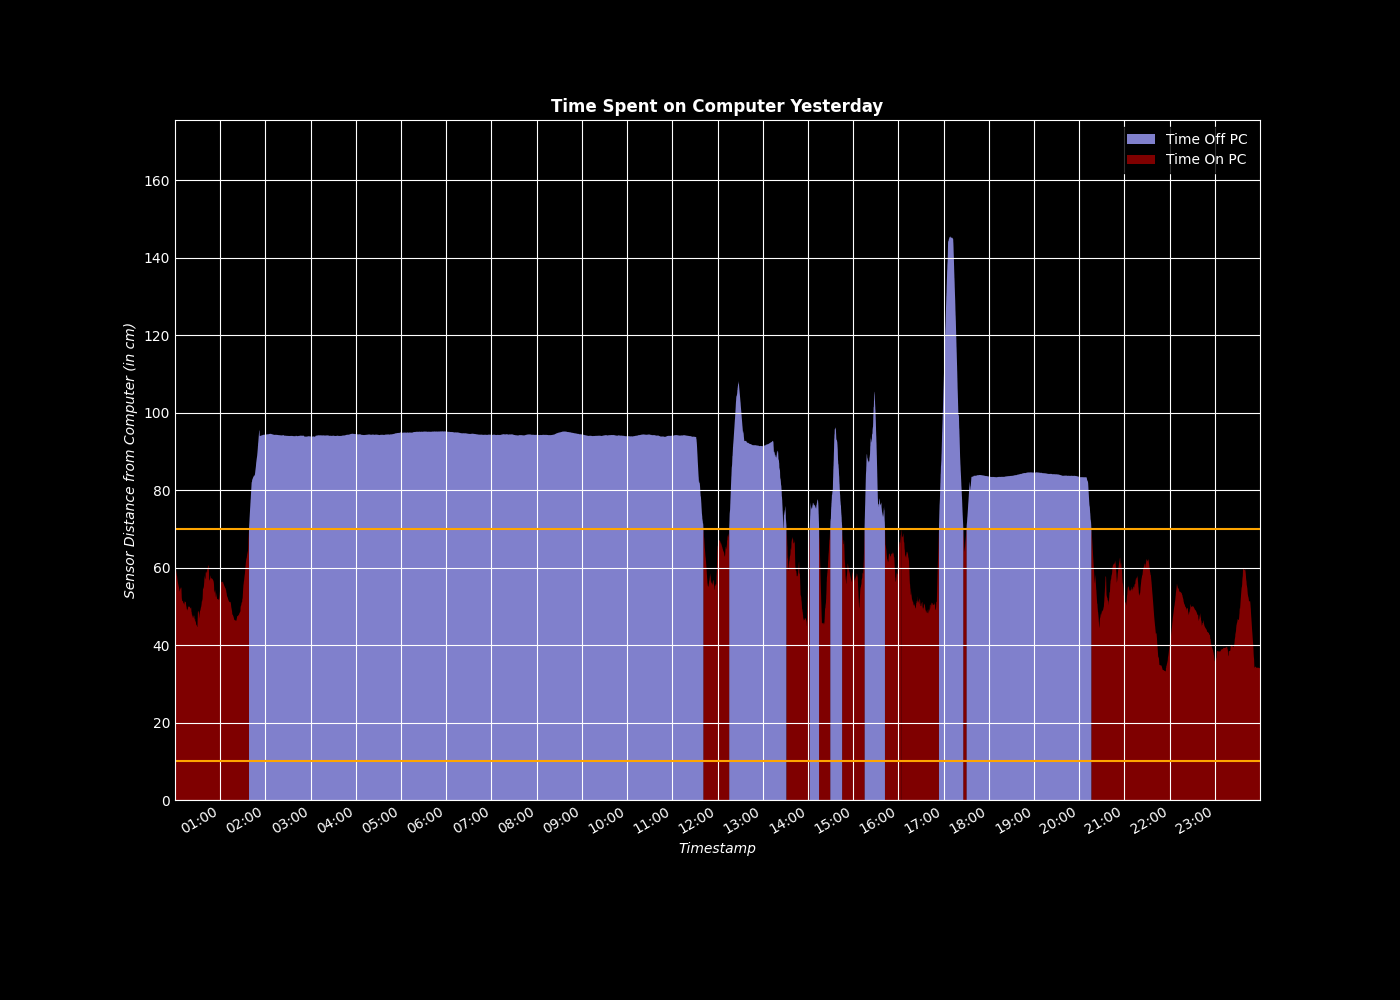 Time Spent on Computer Yesterday
Time Off PC
Time On PC
Sensor Distance from Computer (in cm)
160
140
120
100
80
60
40
20
0
01:00 02:00 03:00 04:00 05:00 06:00 07:00 08:00 09:00 10:00 11:00 12:00 13:00 14:00 15:00 16:00 17:00 18:00 19:00 20:00 21:00 22:00 23:00
Timestamp